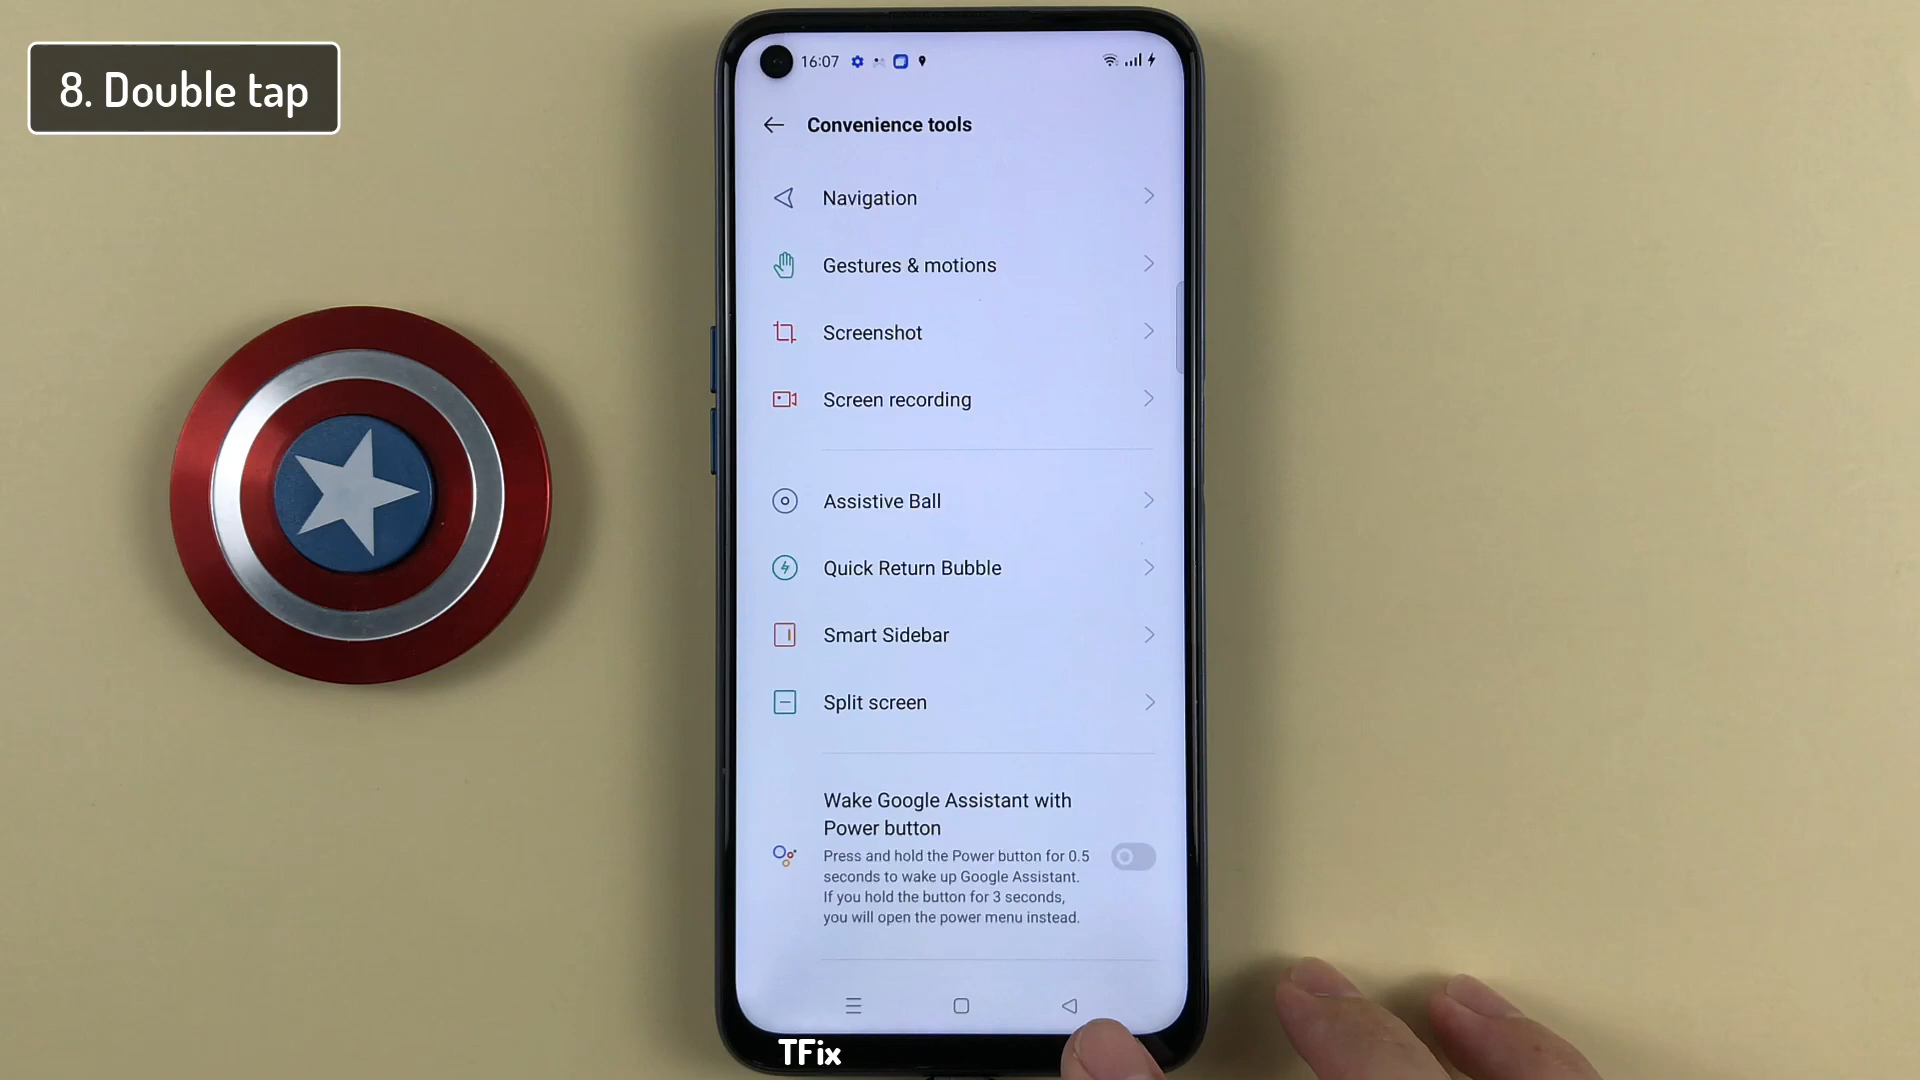 8. Double tap
16:07
Convenience tools
Navigation
Gestures & motions
Screenshot
Screen recording
Assistive Ball
Quick Return Bubble
Smart Sidebar
Split screen
Wake Google Assistant with
Power button
Press and hold the Power button for 0.5
seconds to wake up Google Assistant.
If you hold the button for 3 seconds,
you will open the power menu instead.
TFix